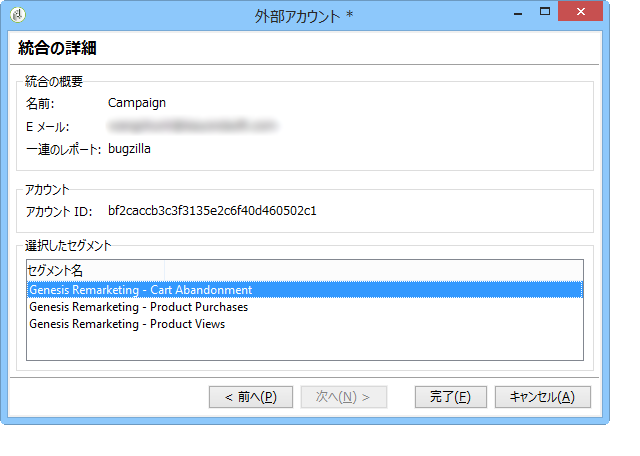 外部アカウント *
統合の詳細
統合の概要
名前: Campaign
E メール:
一連のレポート: bugzilla
アカウント
アカウント ID: bf2caccb3c3f3135e2c6f40d460502c1
選択したセグメント
セグメント名
Genesis Remarketing - Cart Abandonment
Genesis Remarketing - Product Purchases
Genesis Remarketing - Product Views
< 前へ(P) 次へ(N) > 完了(F) キャンセル(A)